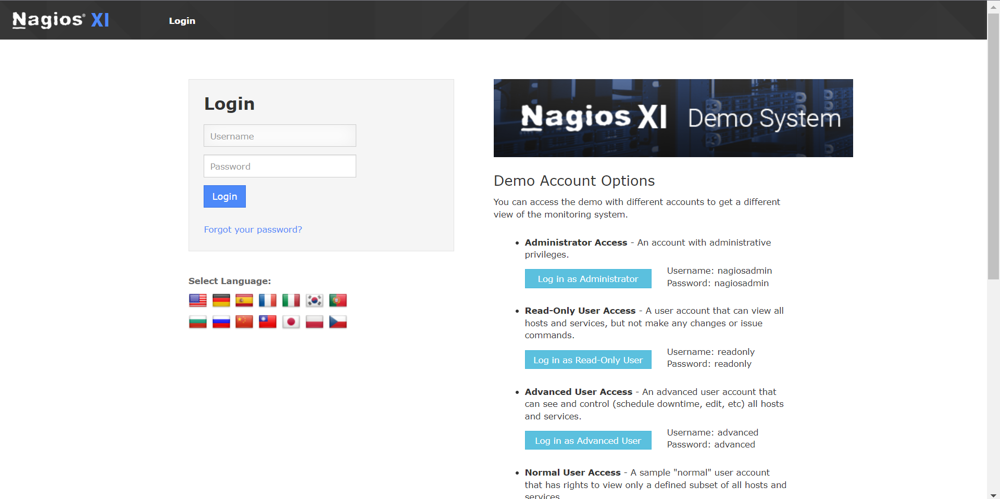 Nagios® XI
Login
Login
Username
Password
Login
Forgot your password?
Select Language:
Nagios XI Demo System
Demo Account Options
You can access the demo with different accounts to get a different
view of the monitoring system.
Administrator Access - An account with administrative
privileges.
Log in as Administrator
Username: nagiosadmin
Password: nagiosadmin
Read-Only User Access - A user account that can view all
hosts and services, but not make any changes or issue
commands.
Log in as Read-Only User
Username: readonly
Password: readonly
Advanced User Access - An advanced user account that
can see and control (schedule downtime, edit, etc) all hosts
and services.
Log in as Advanced User
Username: advanced
Password: advanced
Normal User Access - A sample "normal" user account
that has rights to view only a defined subset of all hosts and
services